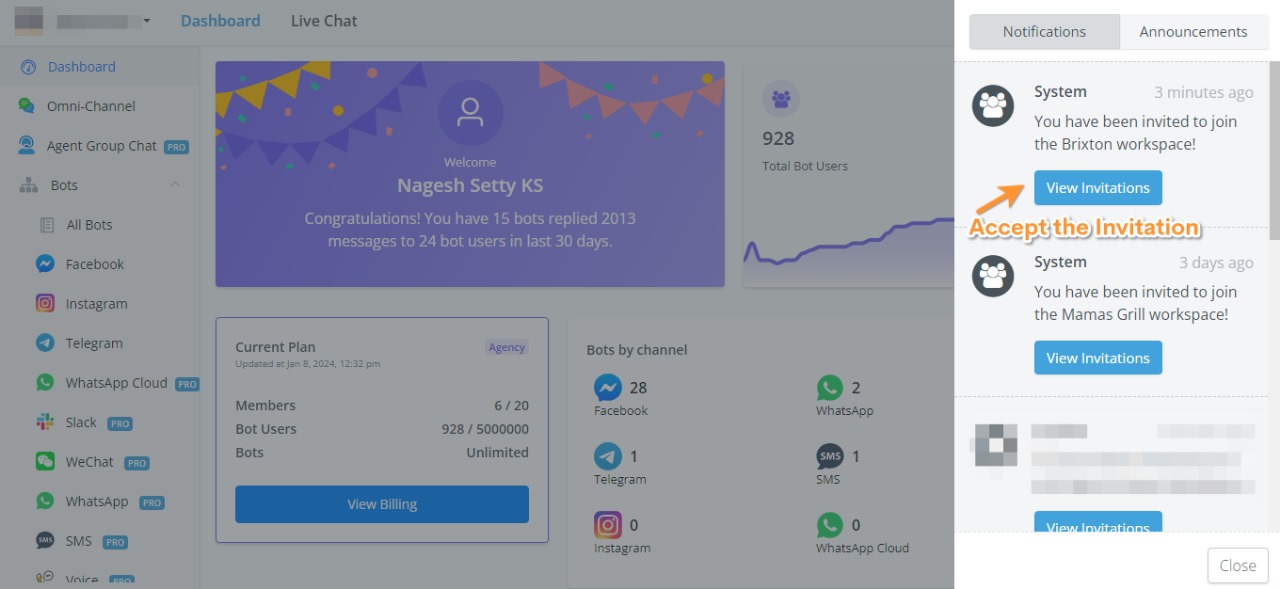 Dashboard
Live Chat
Dashboard
Omni-Channel
Agent Group Chat PRO
Bots
All Bots
Facebook
Instagram
Telegram
WhatsApp Cloud PRO
Slack PRO
WeChat PRO
WhatsApp PRO
SMS SMS PRO
Voice PRO
Welcome
Nagesh Setty KS
Congratulations! You have 15 bots replied 2013
messages to 24 bot users in last 30 days.
928
Total Bot Users
Current Plan Agency
Updated at Jan 8, 2024, 12:32 pm
Members 6 / 20
Bot Users 928 / 5000000
Bots Unlimited
View Billing
Bots by channel
28
Facebook
2
WhatsApp
1
Telegram
SMS 1
SMS
0
Instagram
0
WhatsApp Cloud
Notifications Announcements
System 3 minutes ago
You have been invited to join
the Brixton workspace!
View Invitations
Accept the Invitation
System 3 days ago
You have been invited to join
the Mamas Grill workspace!
View Invitations
View Invitations
Close